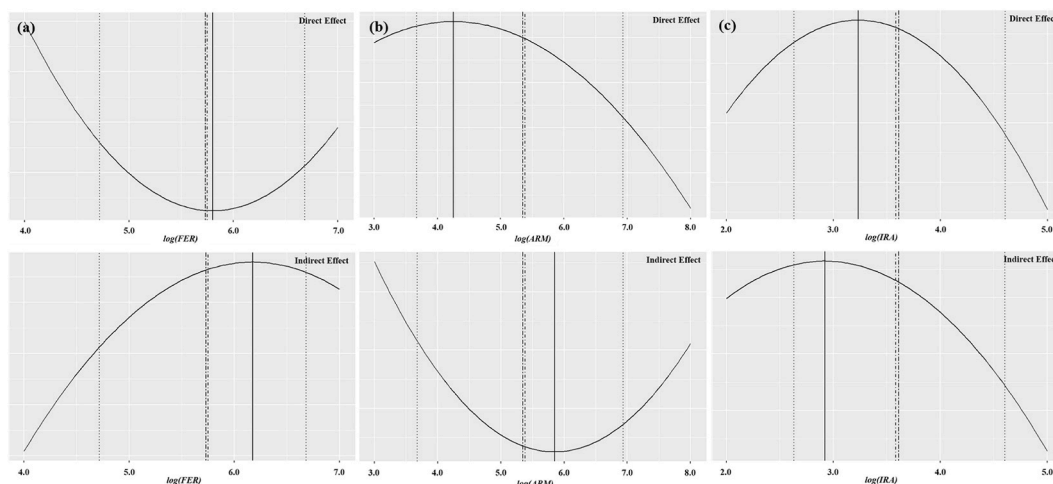 (a)
Direct Effect
4.0 5.0 6.0 7.0
log(FER)
(b)
Direct Effect
3.0 4.0 5.0 6.0 7.0 8.0
log(ARM)
(c)
Direct Effect
2.0 3.0 4.0 5.0
log(IRA)
Indirect Effect
4.0 5.0 6.0 7.0
log(FER)
Indirect Effect
3.0 4.0 5.0 6.0 7.0 8.0
log(ARM)
Indirect Effect
2.0 3.0 4.0 5.0
log(IRA)